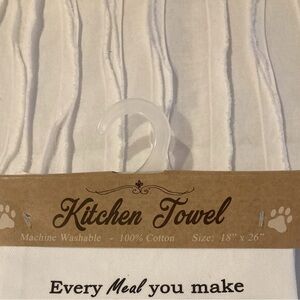 Kitchen Towel
Machine Washable - 100% Cotton - Size: 18" x 26"
Every Meal you make